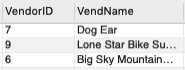 VendorID VendName
7 Dog Ear
9 Lone Star Bike Su...
6 Big Sky Mountain...